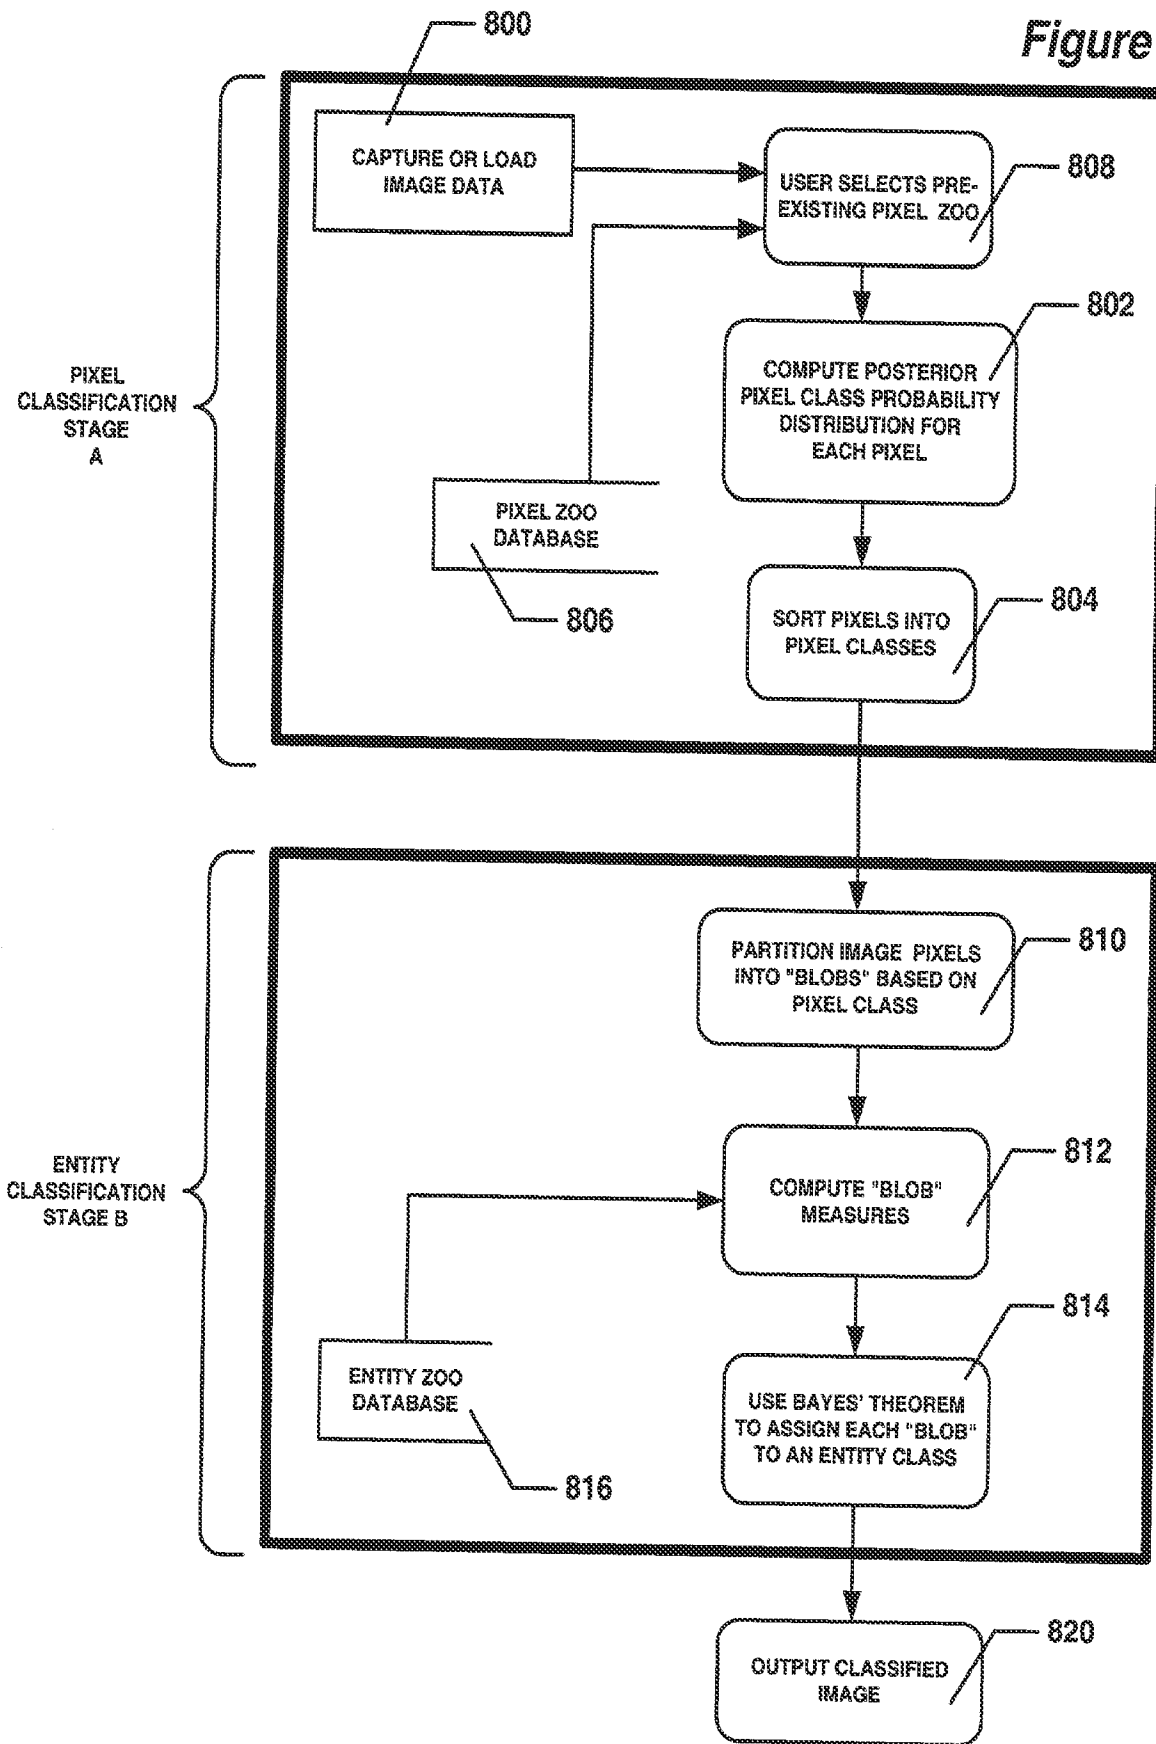 800
Figure
CAPTURE OR LOAD
IMAGE DATA
USER SELECTS PRE-
EXISTING PIXEL ZOO
808
802
COMPUTE POSTERIOR
PIXEL CLASS PROBABILITY
DISTRIBUTION FOR
EACH PIXEL
PIXEL
CLASSIFICATION
STAGE
A
PIXEL ZOO
DATABASE
806
804
SORT PIXELS INTO
PIXEL CLASSES
810
PARTITION IMAGE PIXELS
INTO "BLOBS" BASED ON
PIXEL CLASS
812
COMPUTE "BLOB"
MEASURES
ENTITY
CLASSIFICATION
STAGE B
814
ENTITY ZOO
DATABASE
816
USE BAYES' THEOREM
TO ASSIGN EACH "BLOB"
TO AN ENTITY CLASS
820
OUTPUT CLASSIFIED
IMAGE